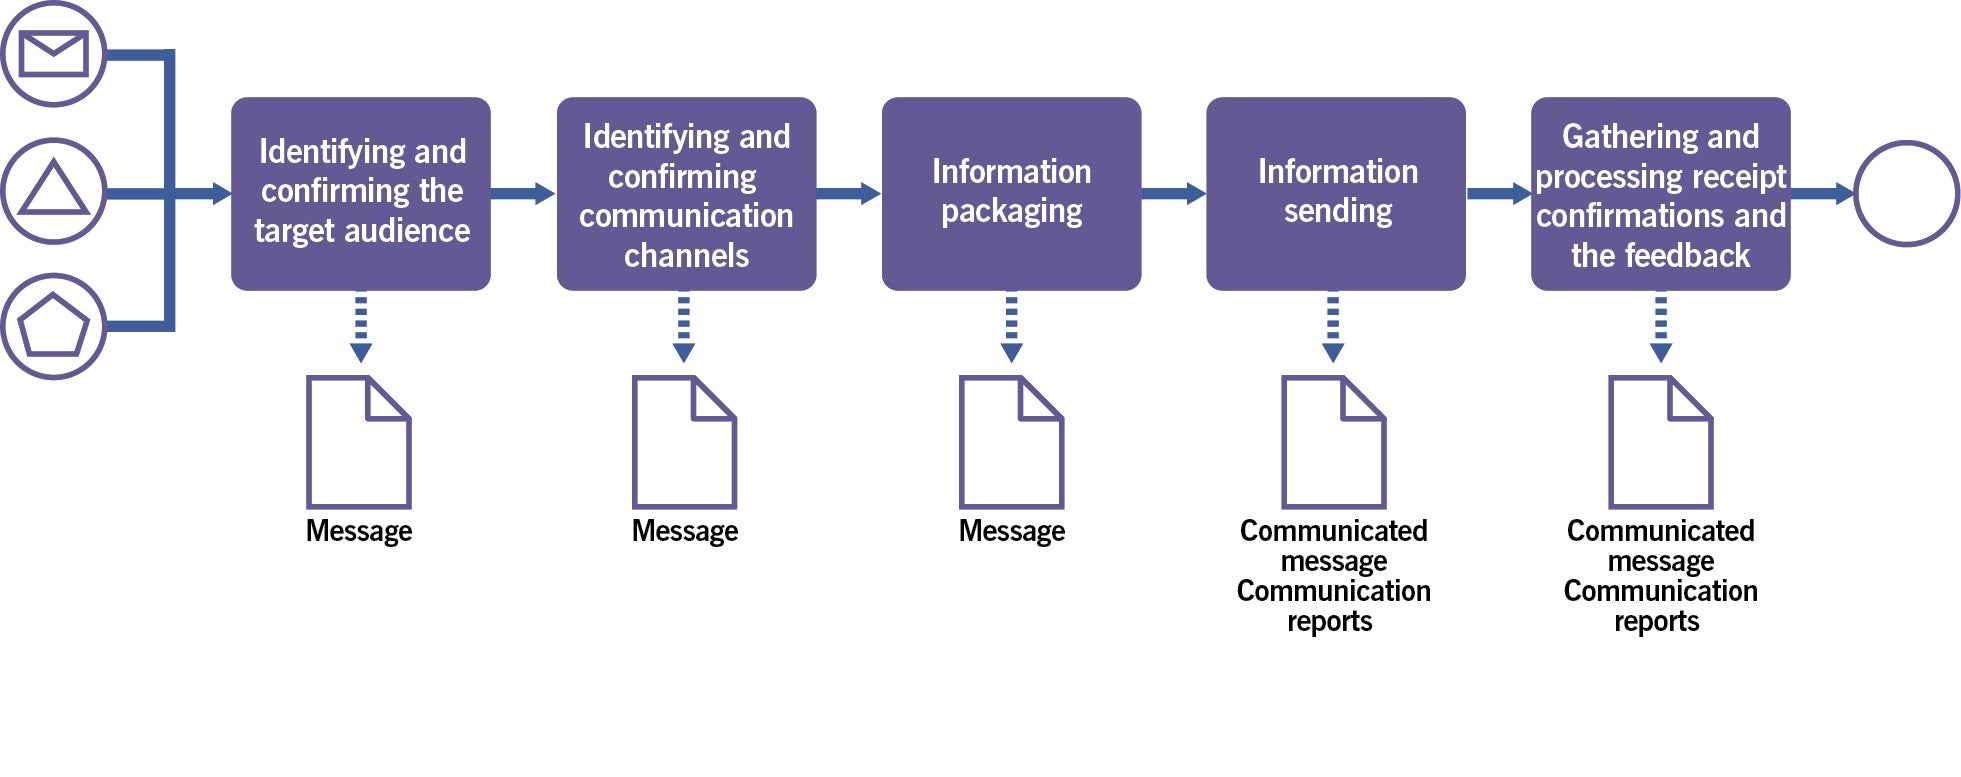 Identifying and
confirming the
target audience
Identifying and
confirming
communication
channels
Information
packaging
Information
sending
Gathering and
processing receipt
confirmations and
the feedback
Message
Message
Message
Communicated
message
Communication
reports
Communicated
message
Communication
reports